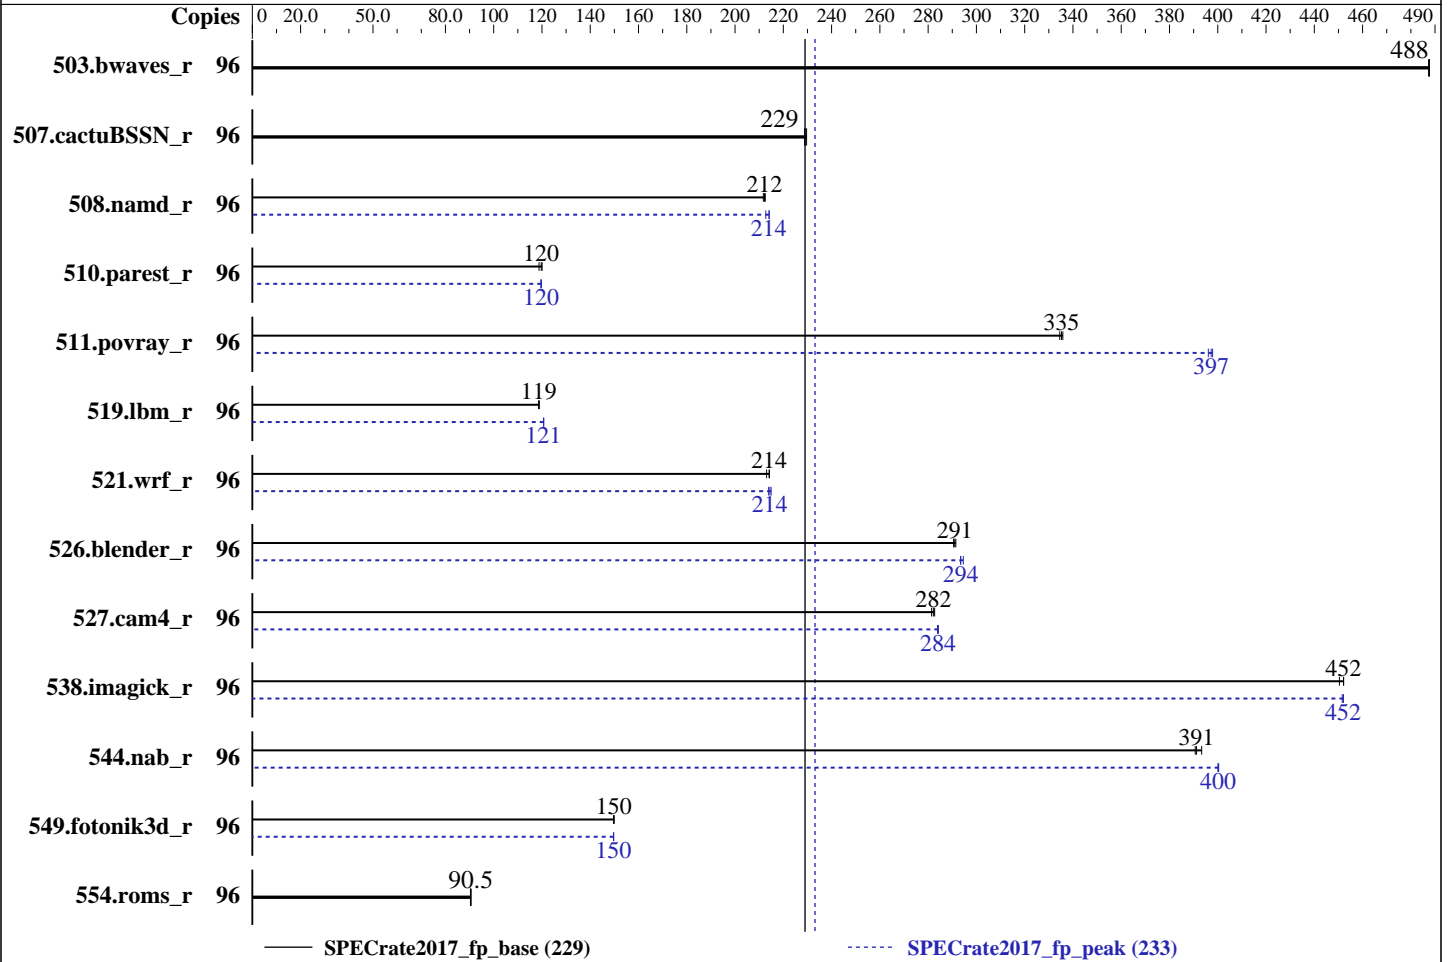 Copies 0 20.0 50.0 80.0 100 120 140 160 180 200 220 240 260 280 300 320 340 360 380 400 420 440 460 490
503.bwaves_r 96 488
507.cactuBSSN_r 96 229
508.namd_r 96 212
214
510.parest_r 96 120
120
511.povray_r 96 335
397
519.lbm_r 96 119
121
521.wrf_r 96 214
214
526.blender_r 96 291
294
527.cam4_r 96 282
284
538.imagick_r 96 452
452
544.nab_r 96 391
400
549.fotonik3d_r 96 150
150
554.roms_r 96 90.5
SPECrate2017_fp_base (229) SPECrate2017_fp_peak (233)